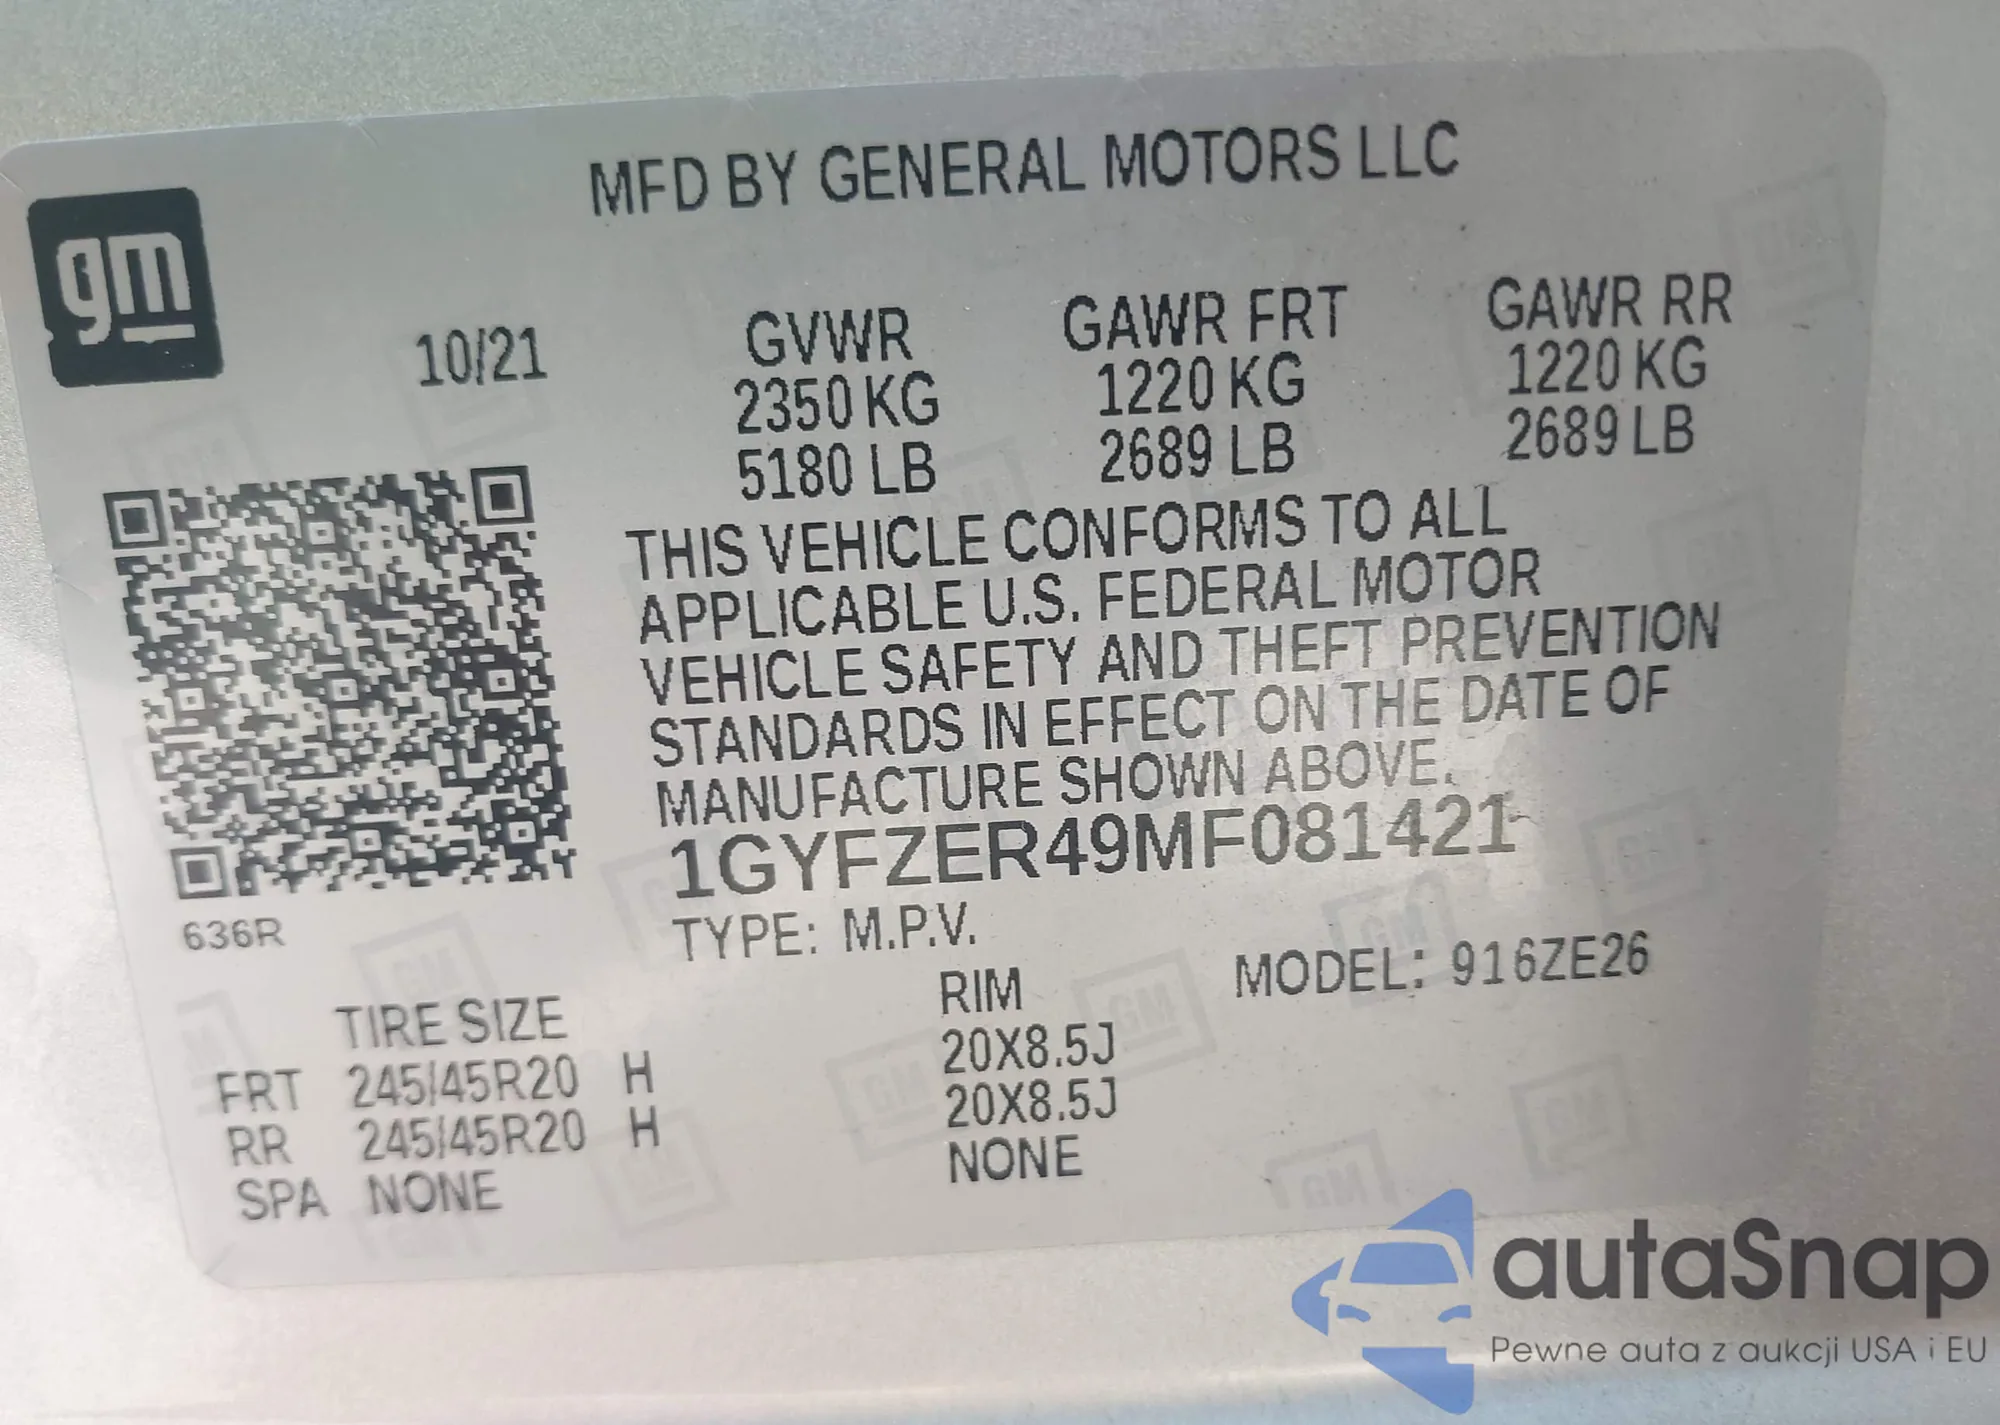 MFD BY GENERAL MOTORS LLC
gm
10/21
GVWR GAWR FRT GAWR RR
2350 KG 1220 KG 1220 KG
5180 LB 2689 LB 2689 LB
THIS VEHICLE CONFORMS TO ALL
APPLICABLE U.S. FEDERAL MOTOR
VEHICLE SAFETY AND THEFT PREVENTION
STANDARDS IN EFFECT ON THE DATE OF
MANUFACTURE SHOWN ABOVE.
1GYFZER49MF081421
636R
TYPE: M.P.V.
MODEL: 916ZE26
TIRE SIZE RIM
FRT 245/45R20 H 20X8.5J
RR 245/45R20 H 20X8.5J
SPA NONE NONE
autaSnap
Pewne auta z aukcji USA i EU